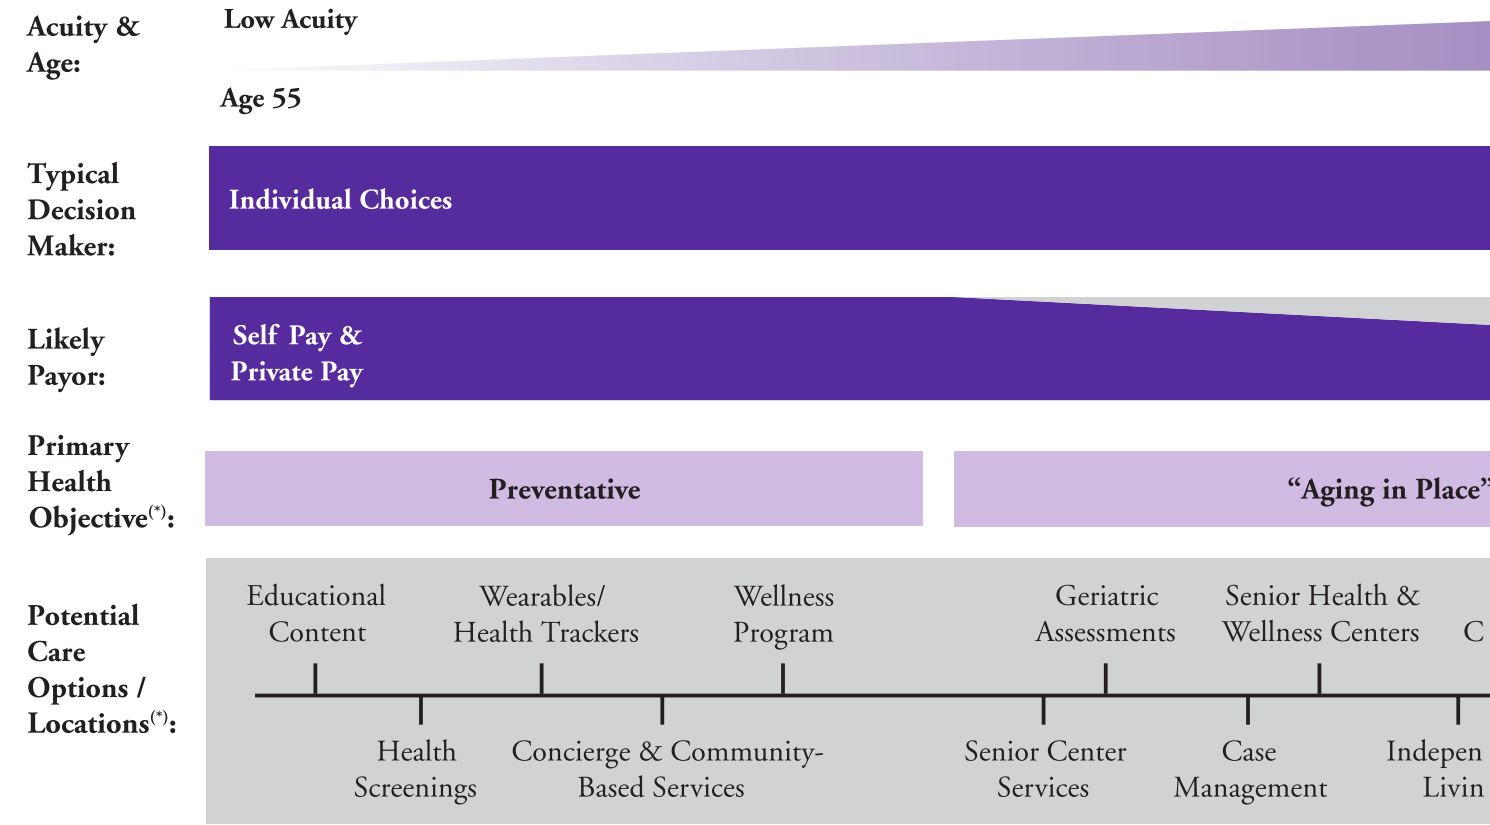 Acuity &
Age:
Low Acuity
Age 55
Typical
Decision
Maker:
Individual Choices
Likely
Payor:
Self Pay &
Private Pay
Primary
Health
Objective(*):
Preventative
“Aging in Place”
Potential
Care
Options /
Locations(*):
Educational
Content
Wearables/
Health Trackers
Wellness
Program
Geriatric
Assessments
Senior Health &
Wellness Centers
C
Health
Screenings
Concierge & Community-
Based Services
Senior Center
Services
Case
Management
Indepen
Livin